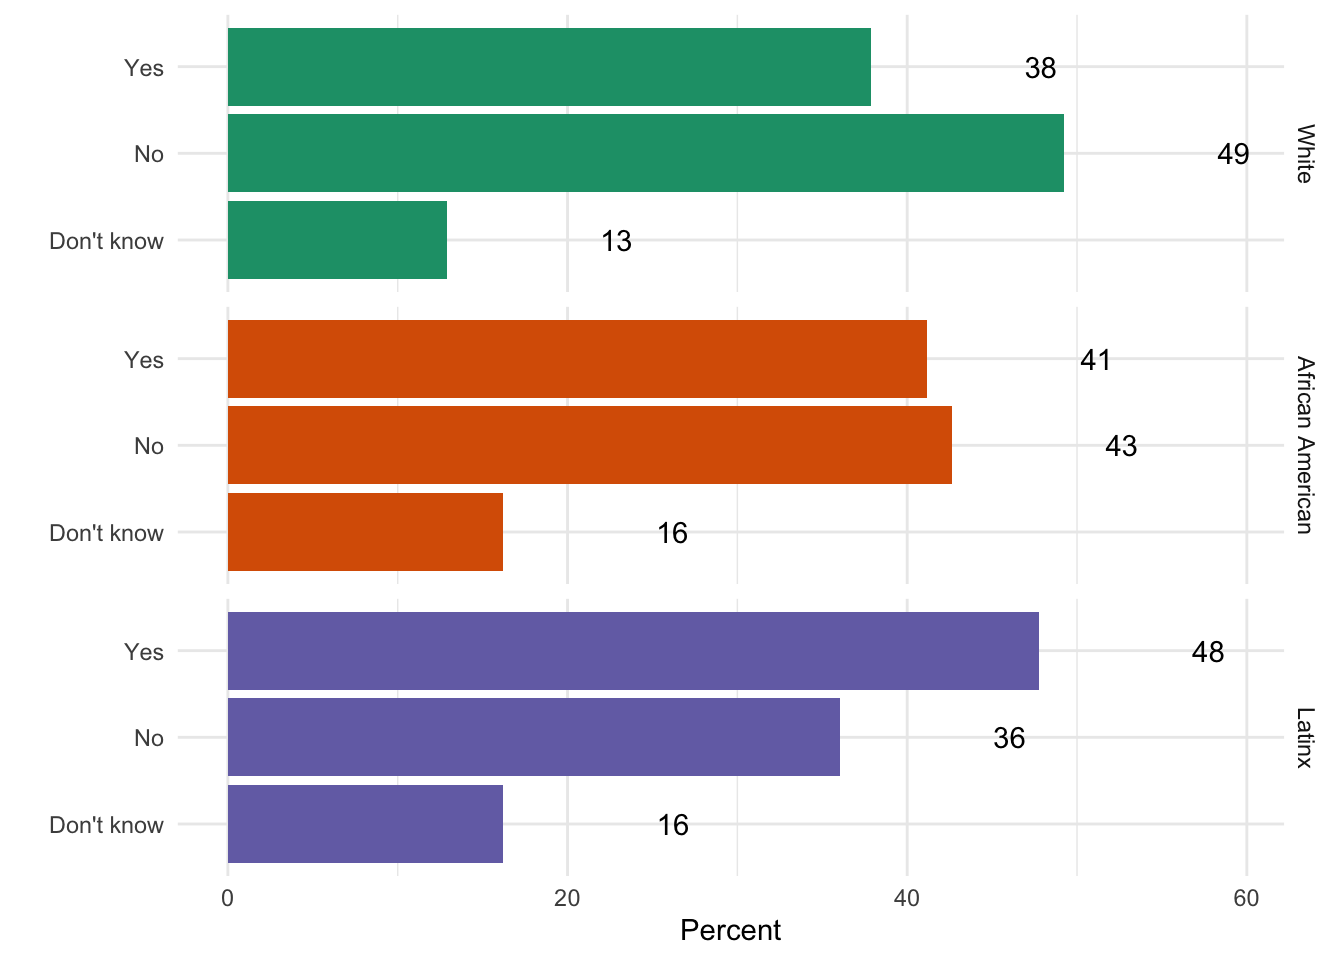 Yes 38
No 49
Don't know 13
White
Yes 41
No 43
Don't know 16
African American
Yes 48
No 36
Don't know 16
Latinx
0 20 40 60
Percent